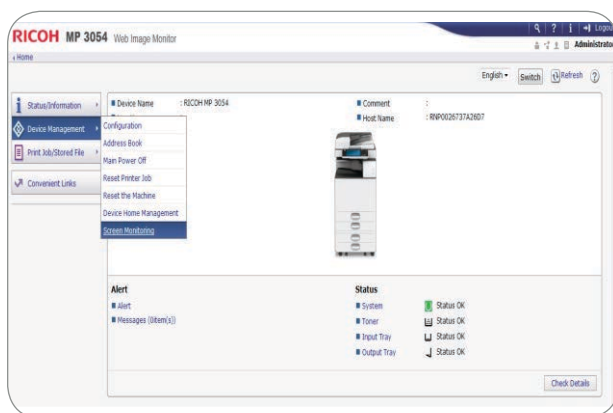 RICOH MP 3054 Web Image Monitor
? i Logou
Administrato
Home
English Switch Refresh ?
Status/Information
Device Management
Print Job/Stored File
Convenient Links
Configuration
Address Book
Main Power Off
Reset Printer Job
Reset the Machine
Device Home Management
Screen Monitoring
Device Name : RICOH MP 3054
Comment :
Host Name : RNP0026737A26D7
Alert
Alert
Messages (0item(s))
Status
System Status OK
Toner Status OK
Input Tray Status OK
Output Tray Status OK
Check Details